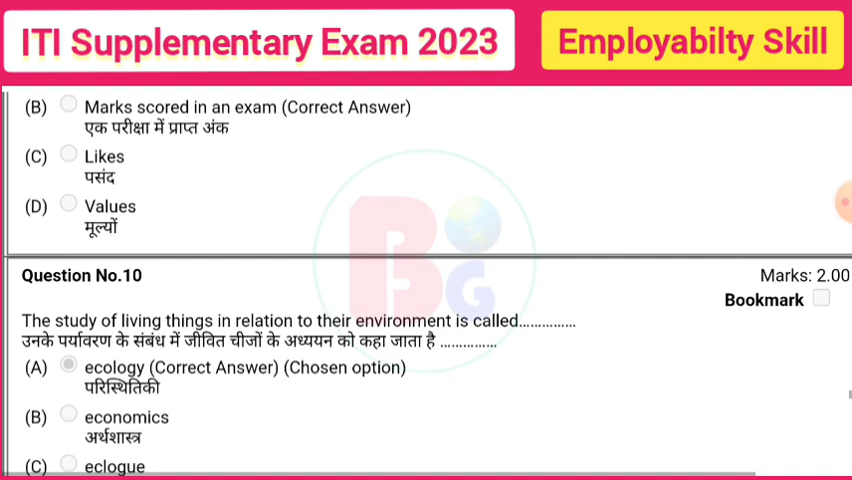 ITI Supplementary Exam 2023 Employabilty Skill
(B) Marks scored in an exam (Correct Answer)
एक परीक्षा में प्राप्त अंक
(C) Likes
पसंद
(D) Values
मूल्यों
Question No.10 Marks: 2.00
Bookmark
The study of living things in relation to their environment is called..............
उनके पर्यावरण के संबंध में जीवित चीजों के अध्ययन को कहा जाता है ..............
(A) ecology (Correct Answer) (Chosen option)
परिस्थितिकी
(B) economics
अर्थशास्त्र
(C) eclogue
B G